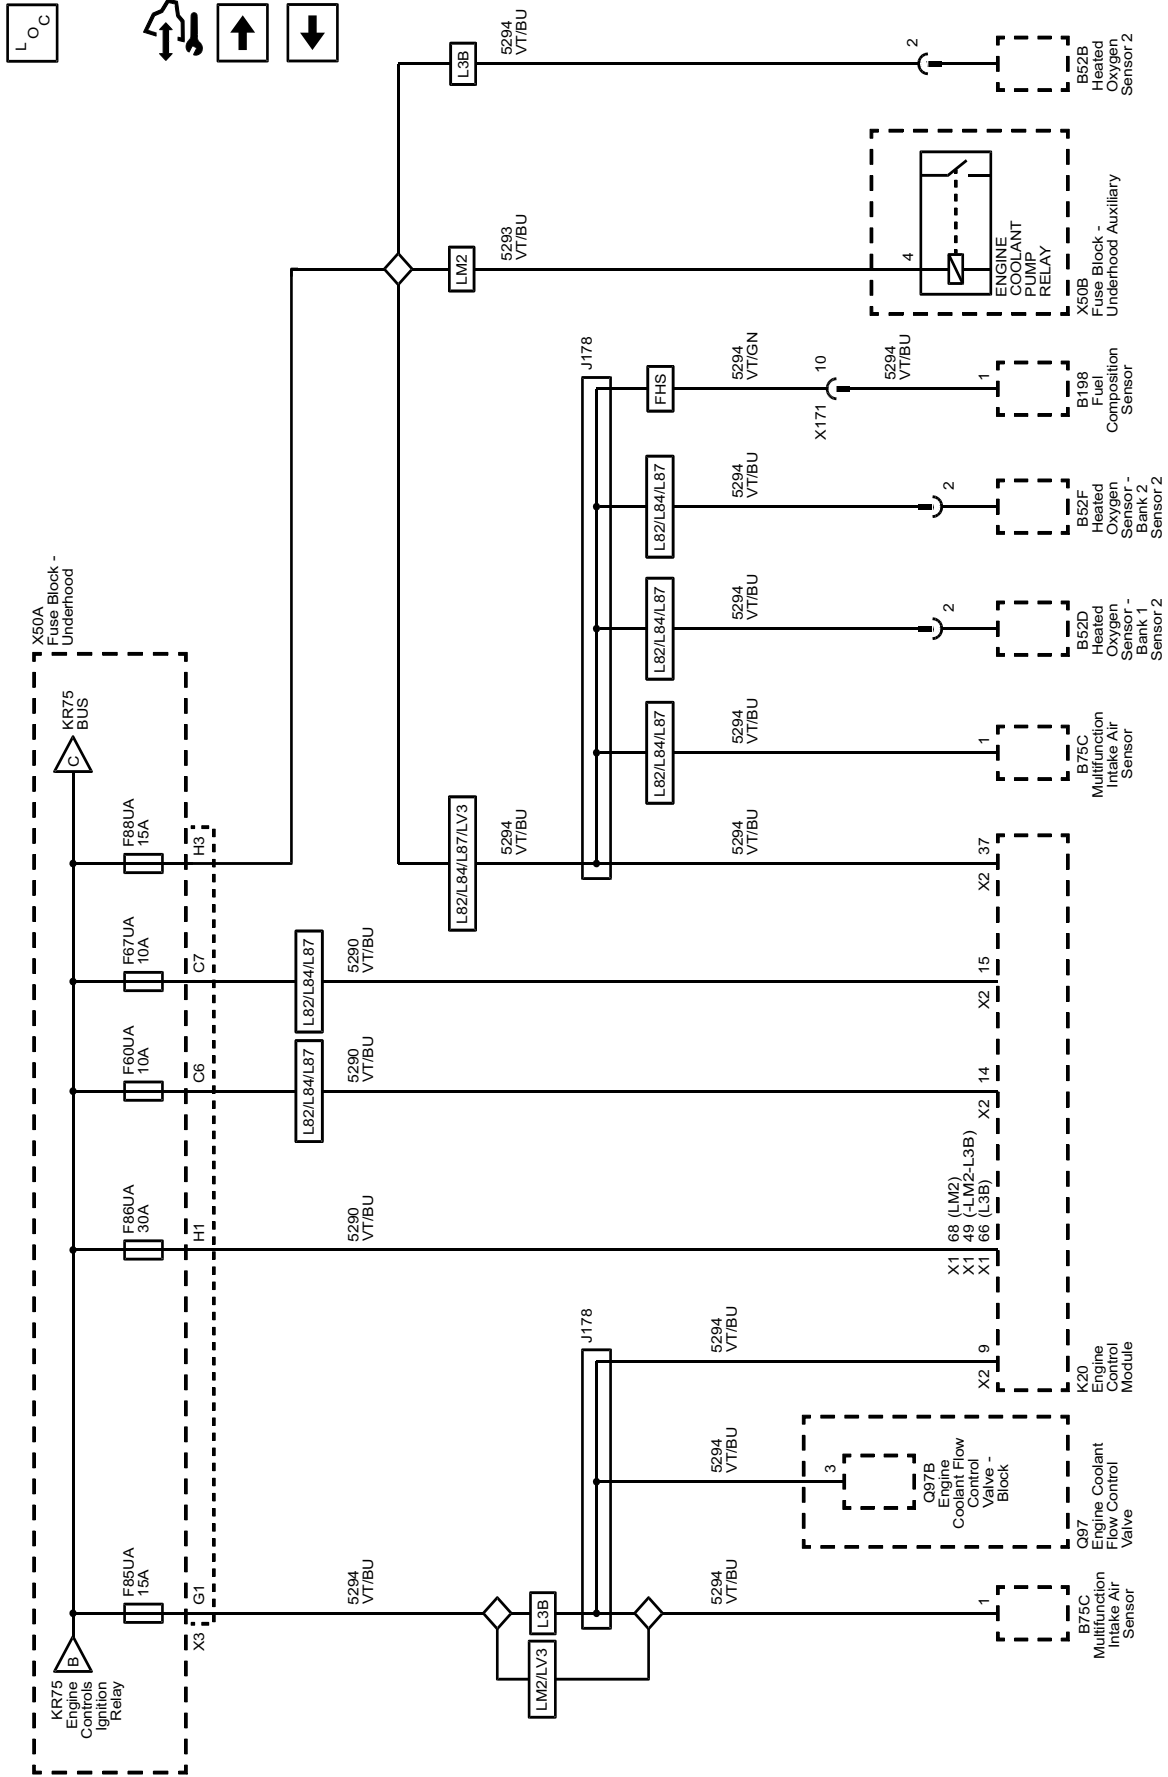 L O C
X50A
Fuse Block -
Underhood
KR75
Engine
Controls
Ignition
Relay
B
C
KR75
BUS
F85UA
15A
F86UA
30A
F60UA
10A
F67UA
10A
F88UA
15A
X3
G1
H1
C6
C7
H3
5294
VT/BU
5290
VT/BU
L82/L84/L87
5290
VT/BU
L82/L84/L87
5290
VT/BU
L82/L84/L87/LV3
5294
VT/BU
LM2
5293
VT/BU
L3B
5294
VT/BU
LM2/LV3
L3B
J178
J178
5294
VT/BU
5294
VT/BU
5294
VT/BU
5294
VT/BU
L82/L84/L87
5294
VT/BU
L82/L84/L87
5294
VT/BU
L82/L84/L87
5294
VT/BU
FHS
5294
VT/GN
X171
10
5294
VT/BU
1
3
X2
9
X1
68 (LM2)
X1
49 (-LM2-L3B)
X1
66 (L3B)
X2
14
X2
15
X2
37
1
2
2
1
4
2
Q97B
Engine
Coolant Flow
Control
Valve -
Block
ENGINE
COOLANT
PUMP
RELAY
B75C
Multifunction
Intake Air
Sensor
Q97
Engine Coolant
Flow Control
Valve
K20
Engine
Control
Module
B75C
Multifunction
Intake Air
Sensor
B52D
Heated
Oxygen
Sensor -
Bank 1
Sensor 2
B52F
Heated
Oxygen
Sensor -
Bank 2
Sensor 2
B198
Fuel
Composition
Sensor
X50B
Fuse Block -
Underhood Auxiliary
B52B
Heated
Oxygen
Sensor 2